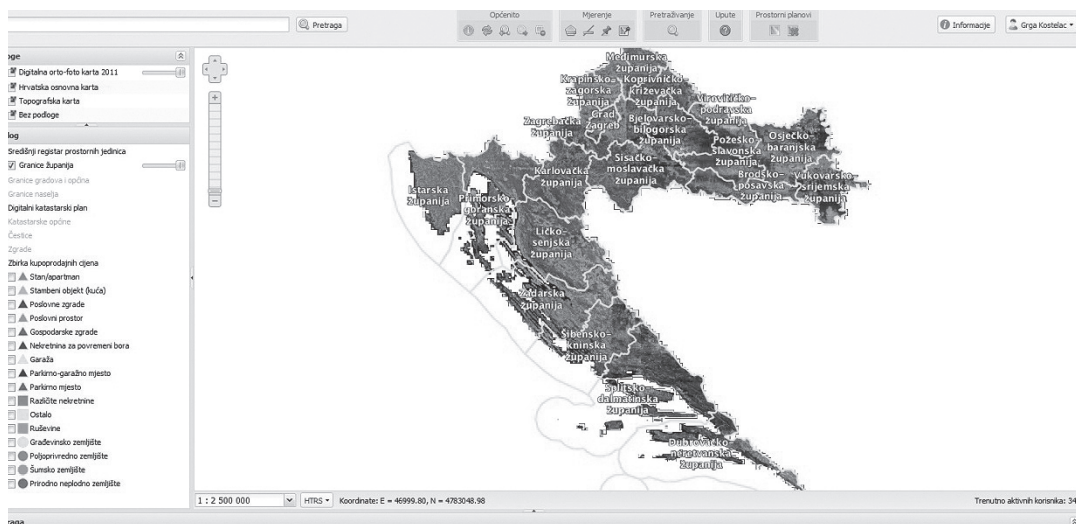 Pretraga
Općenito
Mjerenje
Pretraživanje
Upute
Prostorni planovi
Informacije
Grga Kostelac
Digitalna orto-foto karta 2011
Hrvatska osnovna karta
Topografska karta
Bez podloge
Središnji registar prostornih jedinica
Granice županija
Granice gradova i općina
Granice naselja
Digitalni katastarski plan
Katastarske općine
Čestice
Zgrade
Zbirka kupoprodajnih cijena
Stan/apartman
Stambeni objekt (kuća)
Poslovne zgrade
Poslovni prostor
Gospodarske zgrade
Nekretnina za povremeni bora
Garaža
Parkirno-garažno mjesto
Parkirno mjesto
Različite nekretnine
Ostalo
Ruševine
Građevinsko zemljište
Poljoprivredno zemljište
Šumsko zemljište
Prirodno neplodno zemljište
Međimurska
županija
Krapinsko-
zagorska
županija
Koprivničko-
križevačka
županija
Virovitičko-
podravska
županija
Zagrebačka
županija
Grad
Zagreb
Bjelovarsko-
bilogorska
županija
Požeško-
slavonska
županija
Osječko-
baranjska
županija
Istarska
županija
Primorsko-
goranska
županija
Karlovačka
županija
Sisačko-
moslavačka
županija
Brodsko-
posavska
županija
Vukovarsko-
srijemska
županija
Ličko-
senjska
županija
Zadarska
županija
Šibensko-
kninska
županija
Splitsko-
dalmatinska
županija
Dubrovačko-
neretvanska
županija
1 : 2 500 000
HTRS
Koordinate: E = 46999.80, N = 4783048.98
Trenutno aktivnih korisnika: 34